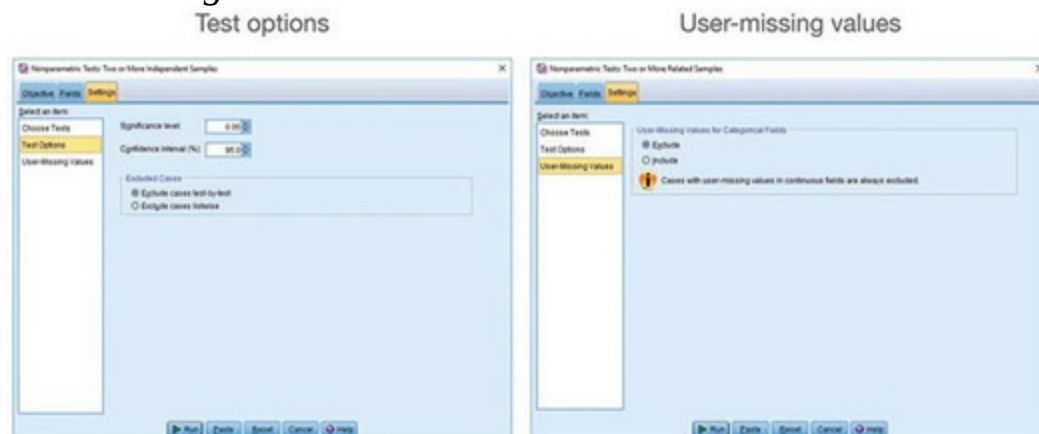 Test options
User-missing values
Nonparametric Tests: Two or More Independent Samples
Objective Fields Settings
Select an item:
Choose Tests
Test Options
User-Missing Values
Significance level: 0.05
Confidence interval (%): 95.0
Excluded Cases
Exclude cases test-by-test
Exclude cases listwise
Run Paste Reset Cancel Help
Nonparametric Tests: Two or More Related Samples
Objective Fields Settings
Select an item:
Choose Tests
Test Options
User-Missing Values
User-Missing Values for Categorical Fields
Exclude
Include
Cases with user-missing values in continuous fields are always excluded.
Run Paste Reset Cancel Help